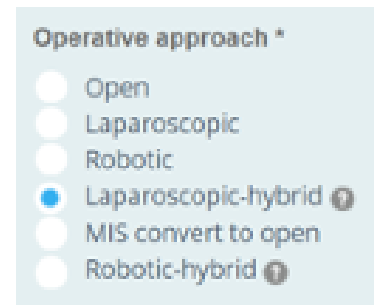 Operative approach *
Open
Laparoscopic
Robotic
Laparoscopic-hybrid ?
MIS convert to open
Robotic-hybrid ?